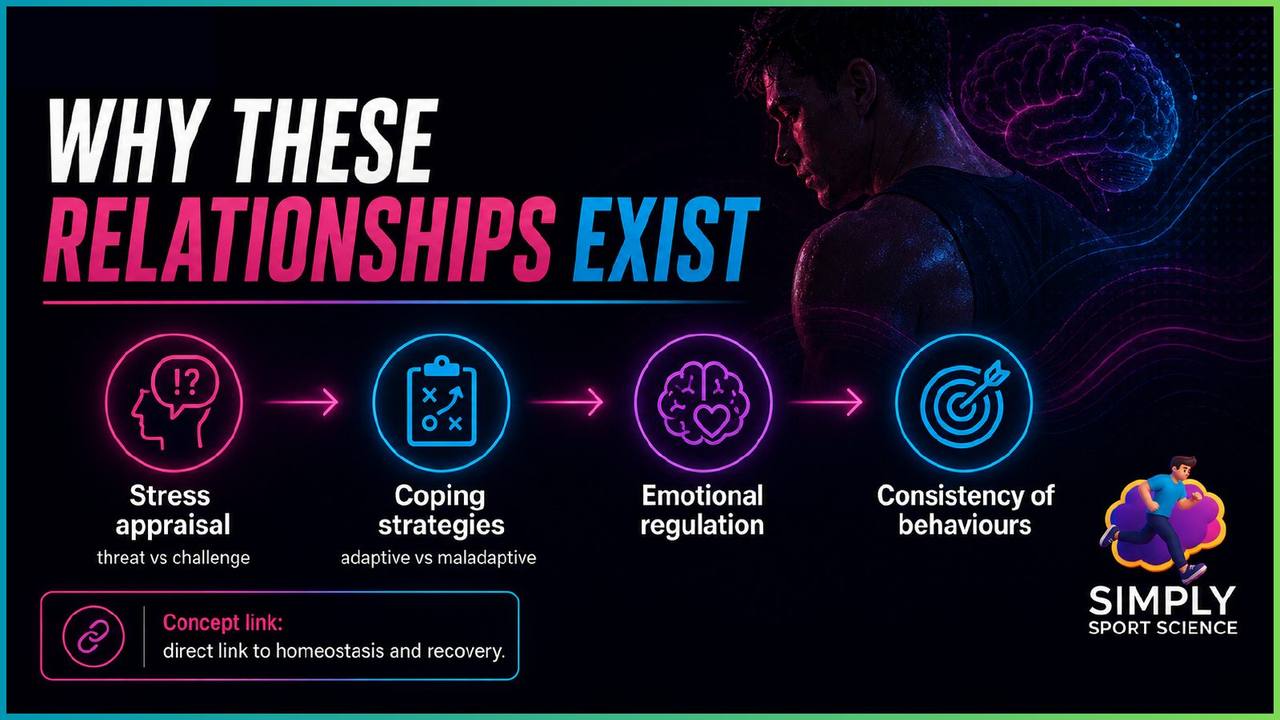 WHY THESE
RELATIONSHIPS EXIST
!?
Stress
appraisal
threat vs challenge
Coping
strategies
adaptive vs maladaptive
Emotional
regulation
Consistency of
behaviours
Concept link:
direct link to homeostasis and recovery.
SIMPLY
SPORT SCIENCE